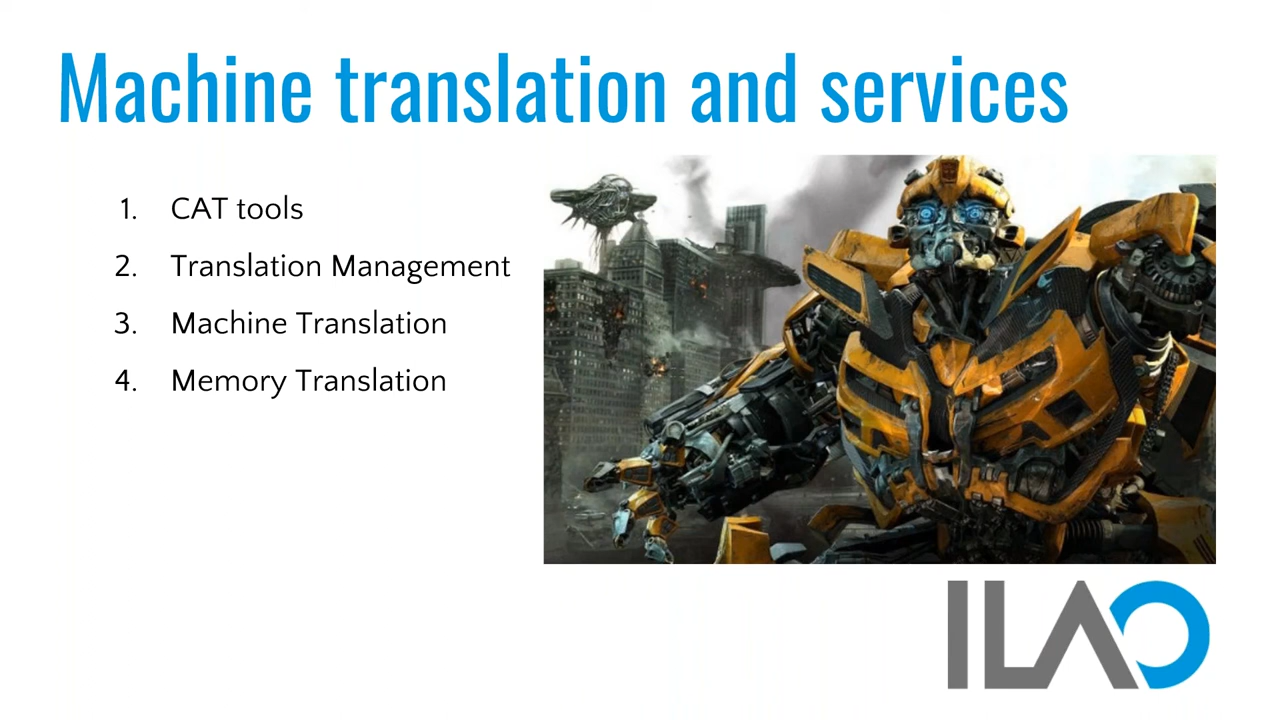 Machine translation and services
1. CAT tools
2. Translation Management
3. Machine Translation
4. Memory Translation
ILAO